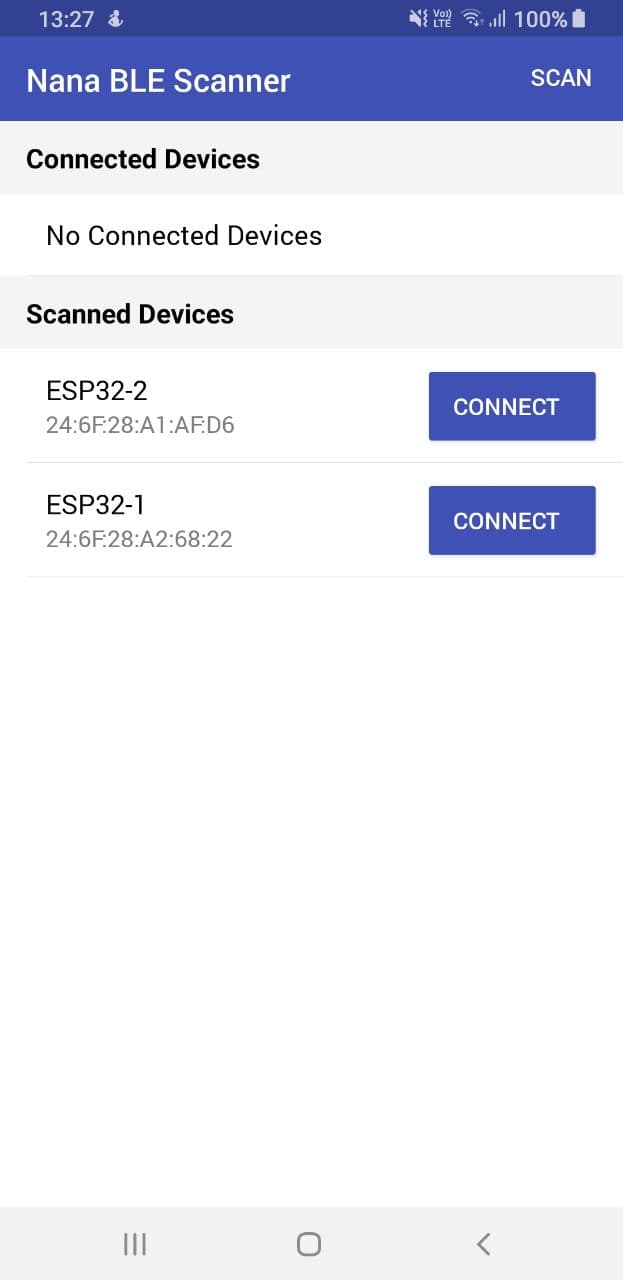 13:27
Vo)) LTE 100%
Nana BLE Scanner SCAN
Connected Devices
No Connected Devices
Scanned Devices
ESP32-2
24:6F:28:A1:AF:D6
CONNECT
ESP32-1
24:6F:28:A2:68:22
CONNECT